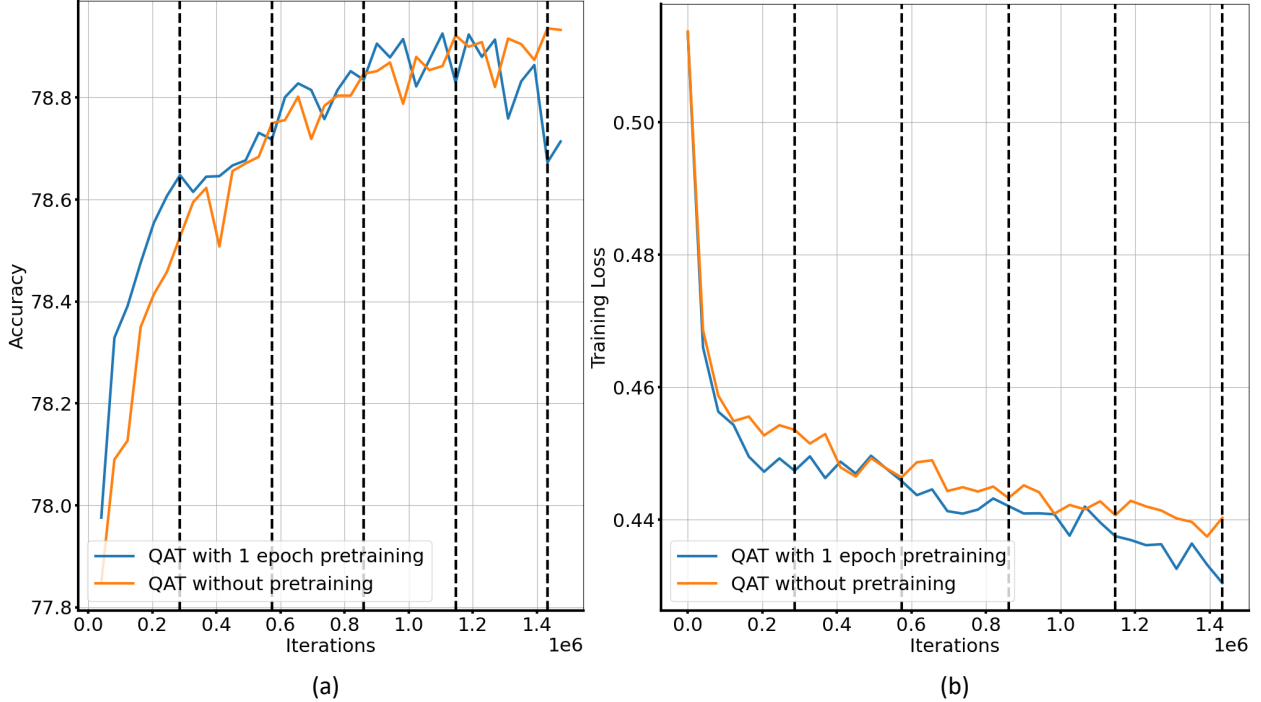 78.8
78.6
78.4
78.2
78.0
77.8
Accuracy
QAT with 1 epoch pretraining
QAT without pretraining
0.0 0.2 0.4 0.6 0.8 1.0 1.2 1.4
Iterations
1e6
(a)
0.50
0.48
0.46
0.44
Training Loss
QAT with 1 epoch pretraining
QAT without pretraining
0.0 0.2 0.4 0.6 0.8 1.0 1.2 1.4
Iterations
1e6
(b)